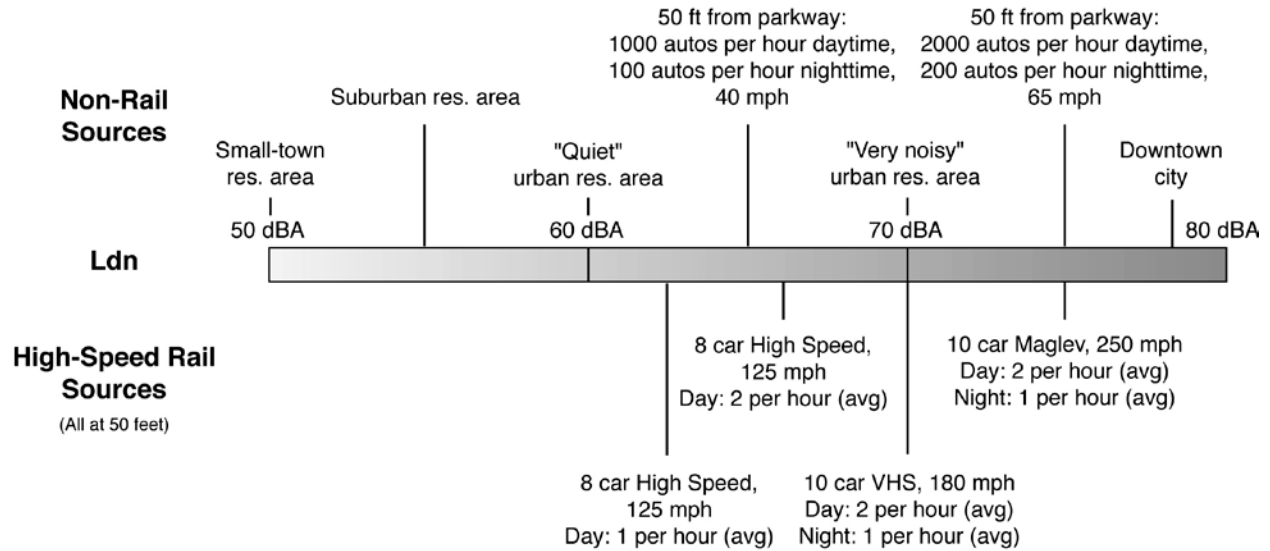 50 ft from parkway:
1000 autos per hour daytime,
100 autos per hour nighttime,
40 mph
50 ft from parkway:
2000 autos per hour daytime,
200 autos per hour nighttime,
65 mph
Non-Rail
Sources
Suburban res. area
Small-town
res. area
"Quiet"
urban res. area
"Very noisy"
urban res. area
Downtown
city
50 dBA
60 dBA
70 dBA
80 dBA
Ldn
High-Speed Rail
Sources
(All at 50 feet)
8 car High Speed,
125 mph
Day: 2 per hour (avg)
10 car Maglev, 250 mph
Day: 2 per hour (avg)
Night: 1 per hour (avg)
8 car High Speed,
125 mph
Day: 1 per hour (avg)
10 car VHS, 180 mph
Day: 2 per hour (avg)
Night: 1 per hour (avg)